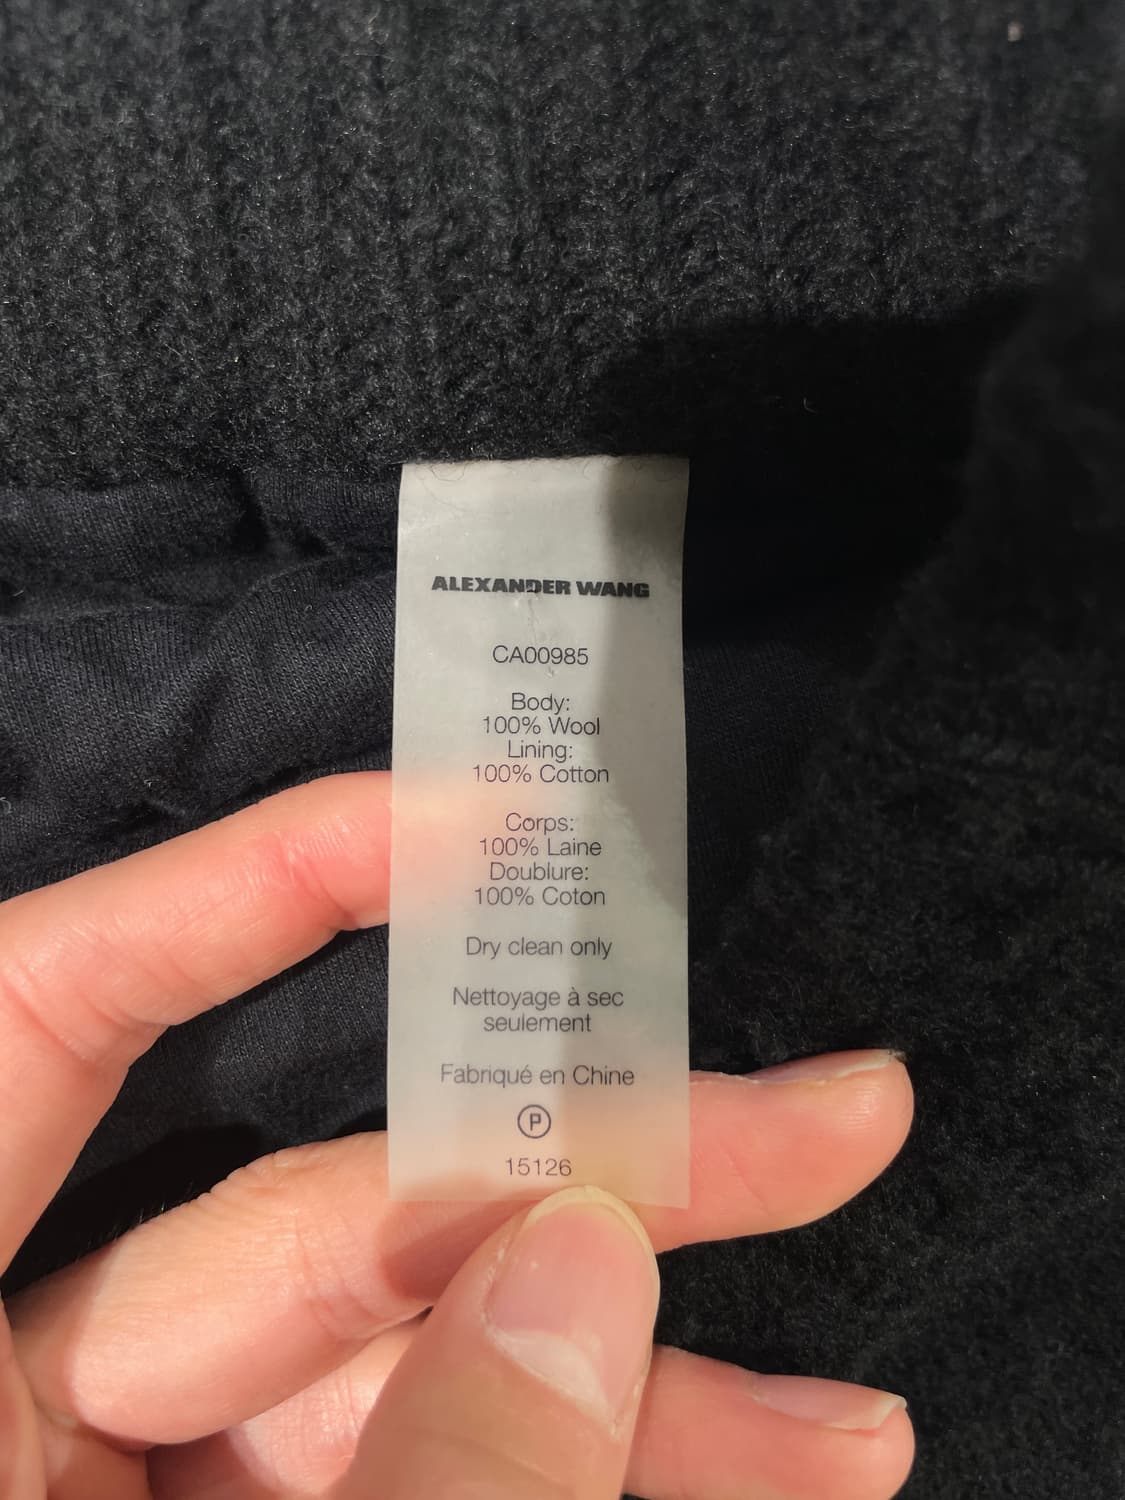 ALEXANDER WANG
CA00985
Body:
100% Wool
Lining:
100% Cotton
Corps:
100% Laine
Doublure:
100% Coton
Dry clean only
Nettoyage à sec
seulement
Fabriqué en Chine
P
15126